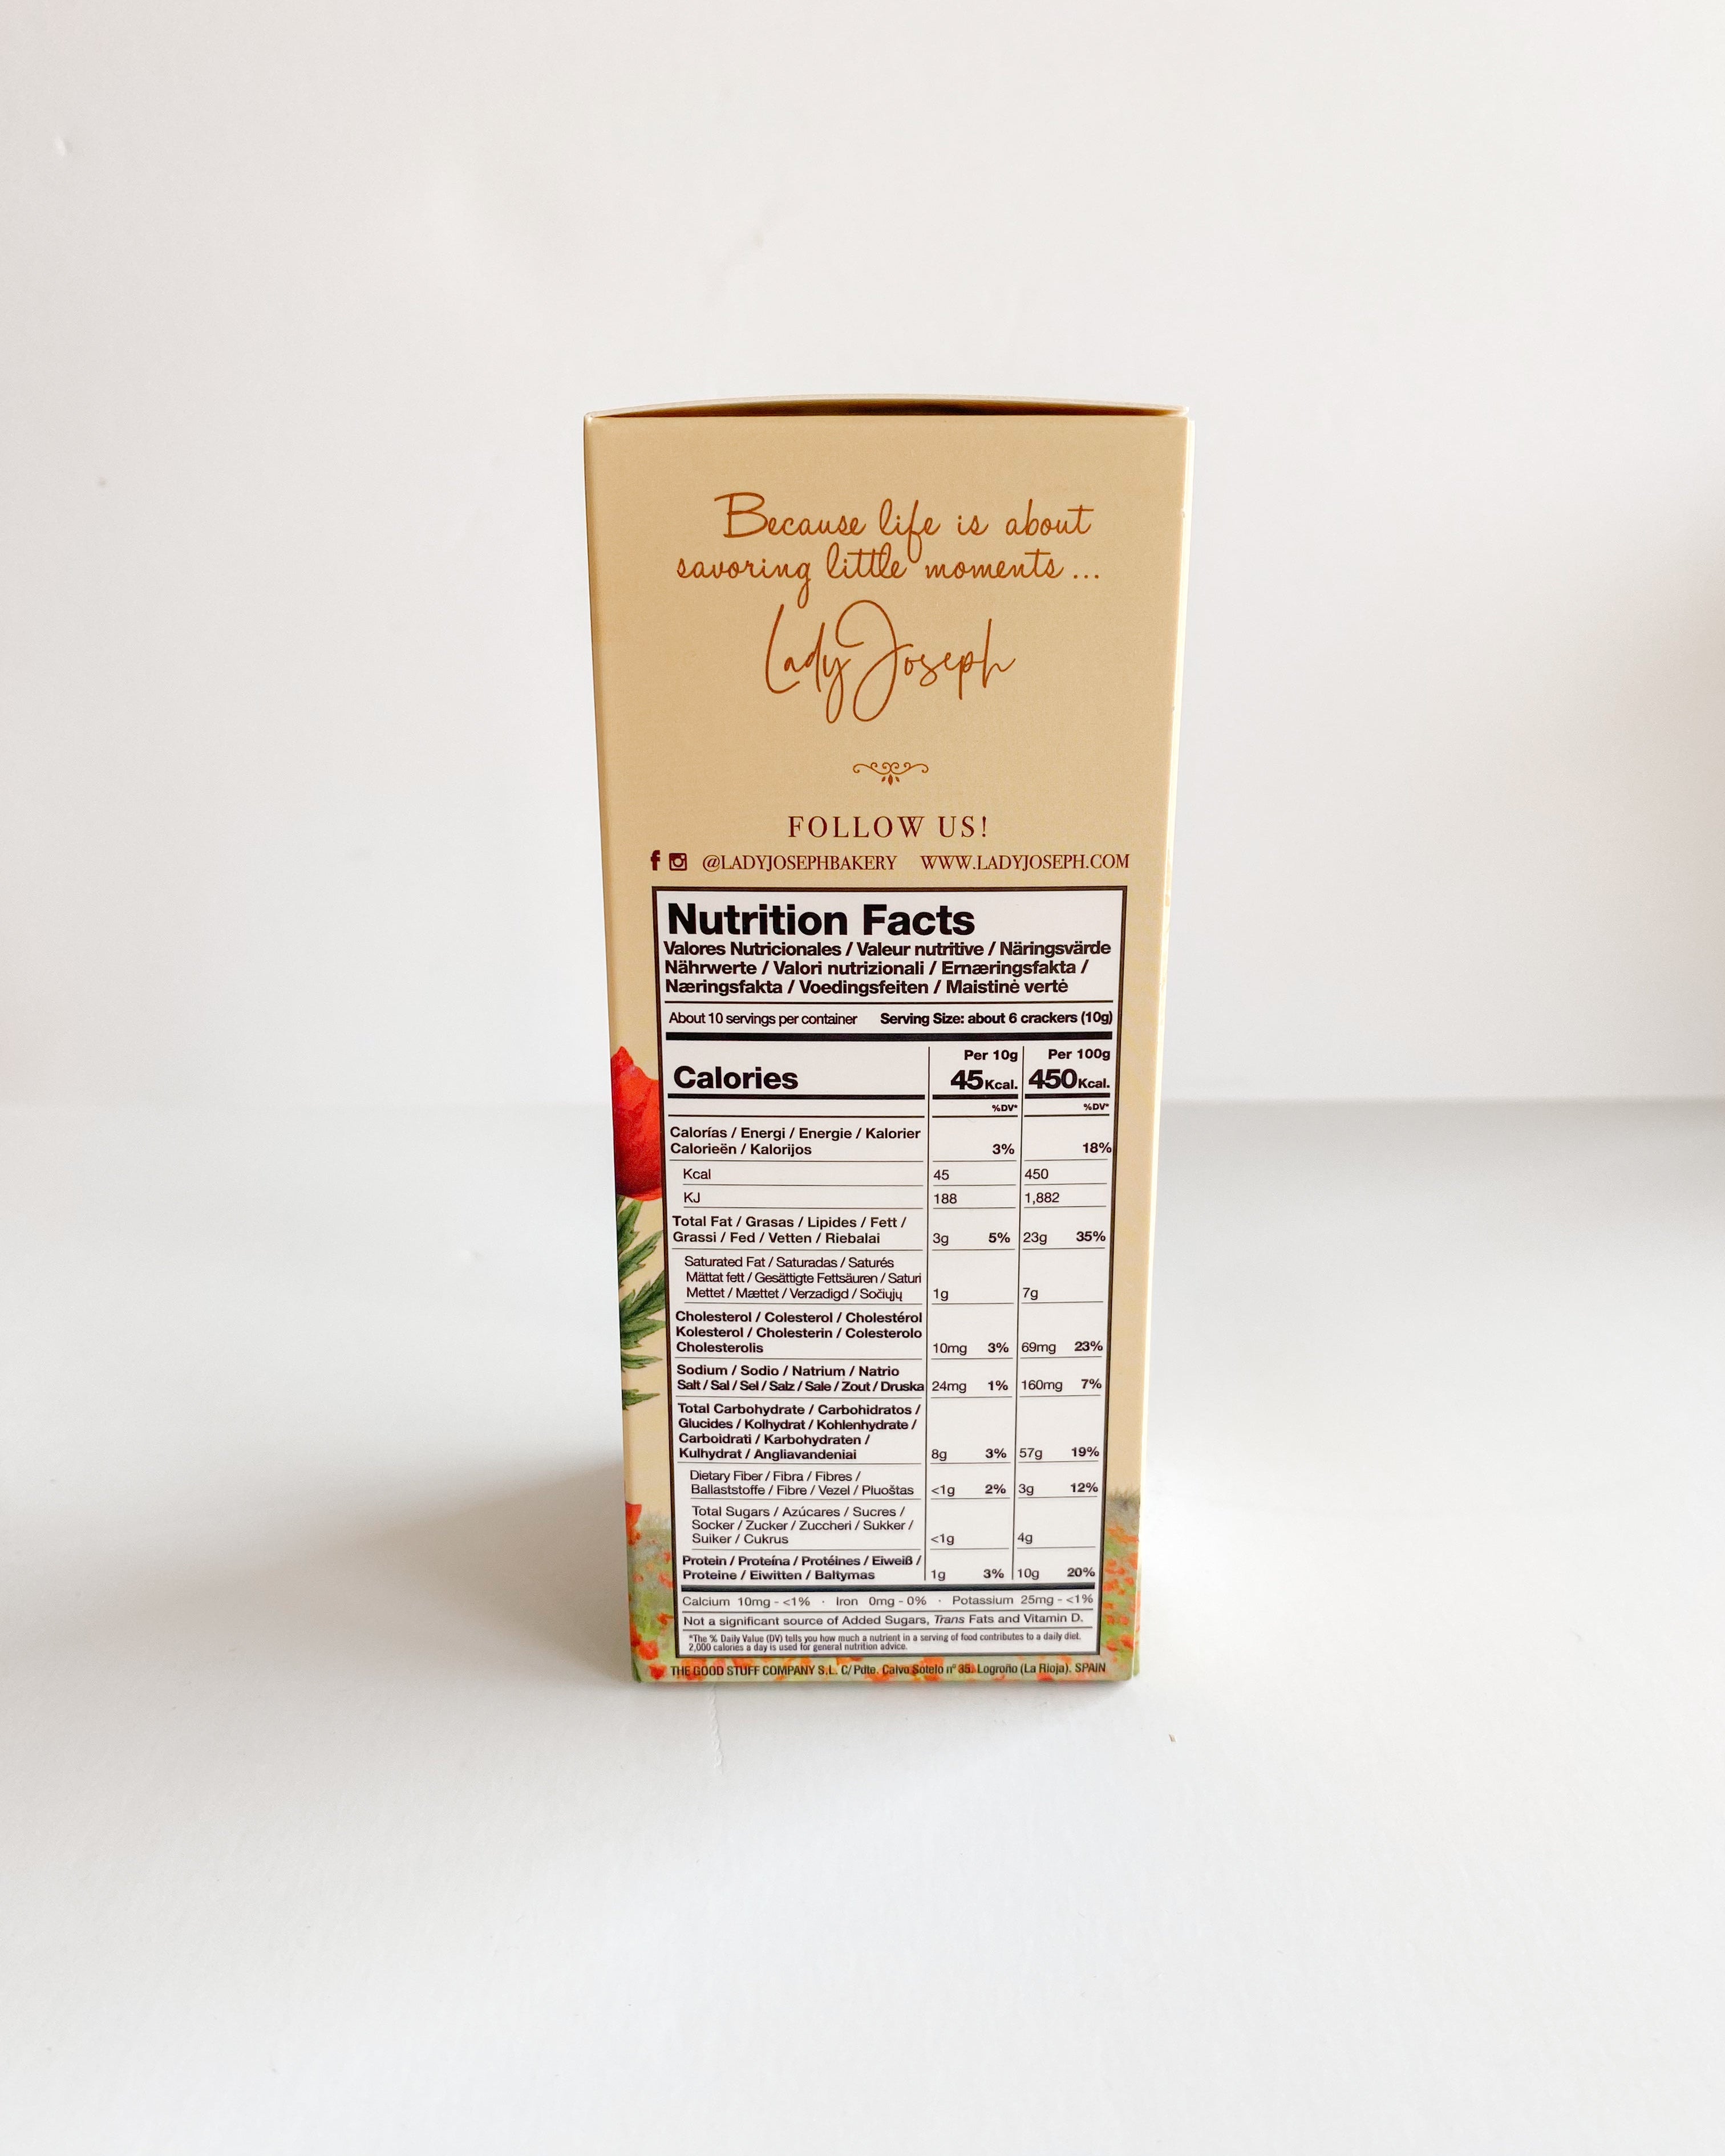 Because life is about
savoring little moments...
Lady Joseph
FOLLOW US!
@LADYJOSEPHBAKERY WWW.LADYJOSEPH.COM
Nutrition Facts
Valores Nutricionales / Valeur nutritive / Näringsvärde
Nährwerte / Valori nutrizionali / Ernæringsfakta /
Næringsfakta / Voedingsfeiten / Maistinė vertė
About 10 servings per container Serving Size: about 6 crackers (10g)
Per 10g Per 100g
Calories 45Kcal. 450Kcal.
%DV* %DV*
Calorías / Energi / Energie / Kalorier
Calorieën / Kalorijos 3% 18%
Kcal 45 450
KJ 188 1,882
Total Fat / Grasas / Lipides / Fett /
Grassi / Fed / Vetten / Riebalai 3g 5% 23g 35%
Saturated Fat / Saturadas / Saturés
Mättat fett / Gesättigte Fettsäuren / Saturi
Mettet / Mættet / Verzadigd / Sočiųjų 1g 7g
Cholesterol / Colesterol / Cholestérol
Kolesterol / Cholesterin / Colesterolo
Cholesterolis 10mg 3% 69mg 23%
Sodium / Sodio / Natrium / Natrio
Salt / Sal / Sel / Salz / Sale / Zout / Druska 24mg 1% 160mg 7%
Total Carbohydrate / Carbohidratos /
Glucides / Kolhydrat / Kohlenhydrate /
Carboidrati / Karbohydraten /
Kulhydrat / Angliavandeniai 8g 3% 57g 19%
Dietary Fiber / Fibra / Fibres /
Ballaststoffe / Fibre / Vezel / Pluoštas <1g 2% 3g 12%
Total Sugars / Azúcares / Sucres /
Socker / Zucker / Zuccheri / Sukker /
Suiker / Cukrus <1g 4g
Protein / Proteína / Protéines / Eiweiß /
Proteine / Eiwitten / Baltymas 1g 3% 10g 20%
Calcium 10mg - <1% · Iron 0mg - 0% · Potassium 25mg - <1%
Not a significant source of Added Sugars, Trans Fats and Vitamin D.
*The % Daily Value (DV) tells you how much a nutrient in a serving of food contributes to a daily diet.
2,000 calories a day is used for general nutrition advice.
THE GOOD STUFF COMPANY S.L. C/ Pdte. Calvo Sotelo nº 35. Logroño (La Rioja). SPAIN